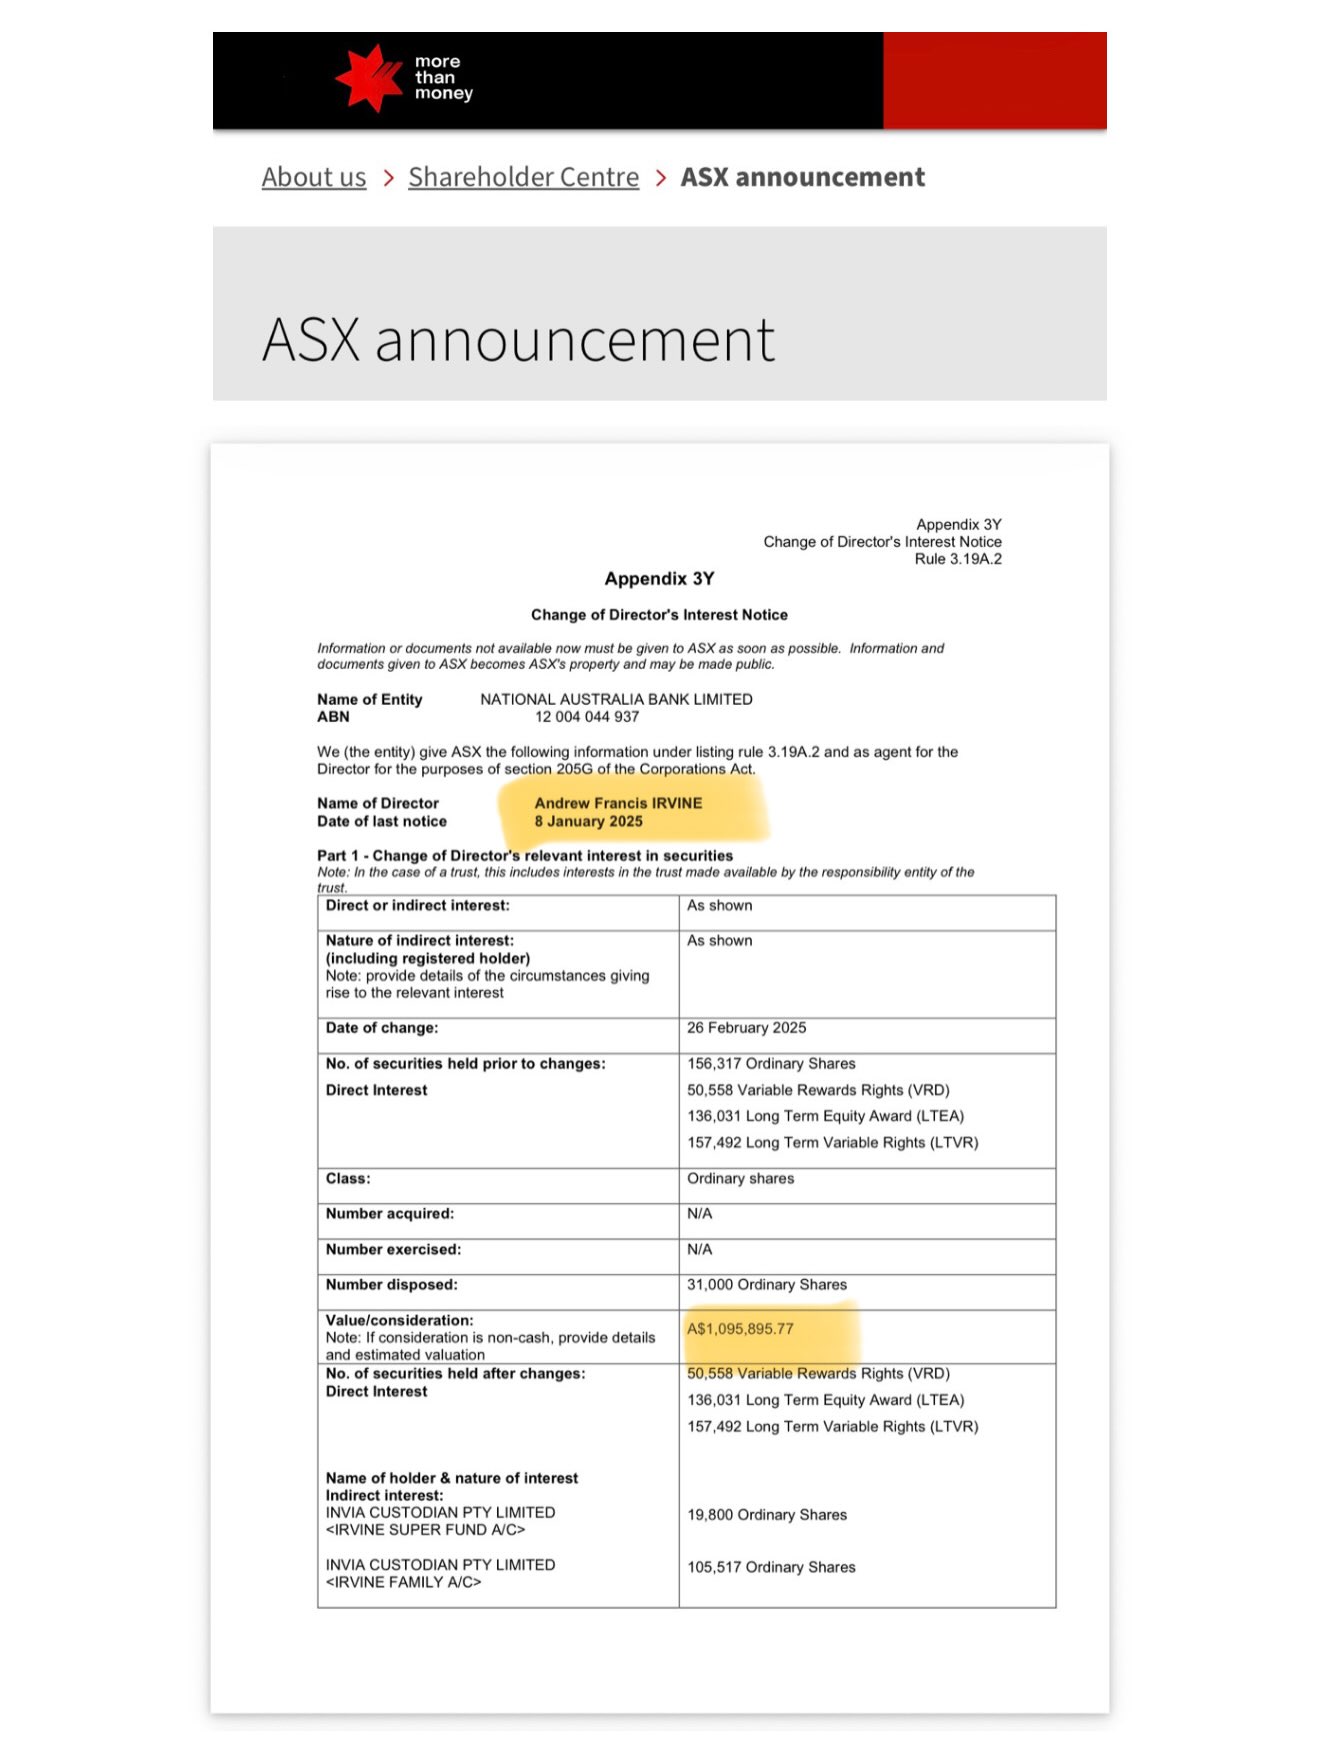 more
than
money
About us > Shareholder Centre > ASX announcement
ASX announcement
Appendix 3Y
Change of Director's Interest Notice
Rule 3.19A.2
Appendix 3Y
Change of Director's Interest Notice
Information or documents not available now must be given to ASX as soon as possible. Information and
documents given to ASX becomes ASX's property and may be made public.
Name of Entity NATIONAL AUSTRALIA BANK LIMITED
ABN 12 004 044 937
We (the entity) give ASX the following information under listing rule 3.19A.2 and as agent for the
Director for the purposes of section 205G of the Corporations Act.
Name of Director Andrew Francis IRVINE
Date of last notice 8 January 2025
Part 1 - Change of Director's relevant interest in securities
Note: In the case of a trust, this includes interests in the trust made available by the responsibility entity of the
trust.
Direct or indirect interest: As shown
Nature of indirect interest: As shown
(including registered holder)
Note: provide details of the circumstances giving
rise to the relevant interest
Date of change: 26 February 2025
No. of securities held prior to changes: 156,317 Ordinary Shares
Direct Interest 50,558 Variable Rewards Rights (VRD)
136,031 Long Term Equity Award (LTEA)
157,492 Long Term Variable Rights (LTVR)
Class: Ordinary shares
Number acquired: N/A
Number exercised: N/A
Number disposed: 31,000 Ordinary Shares
Value/consideration:
Note: If consideration is non-cash, provide details
and estimated valuation
A$1,095,895.77
No. of securities held after changes: 50,558 Variable Rewards Rights (VRD)
Direct Interest 136,031 Long Term Equity Award (LTEA)
157,492 Long Term Variable Rights (LTVR)
Name of holder & nature of interest
Indirect interest:
INVIA CUSTODIAN PTY LIMITED 19,800 Ordinary Shares
<IRVINE SUPER FUND A/C>
INVIA CUSTODIAN PTY LIMITED 105,517 Ordinary Shares
<IRVINE FAMILY A/C>